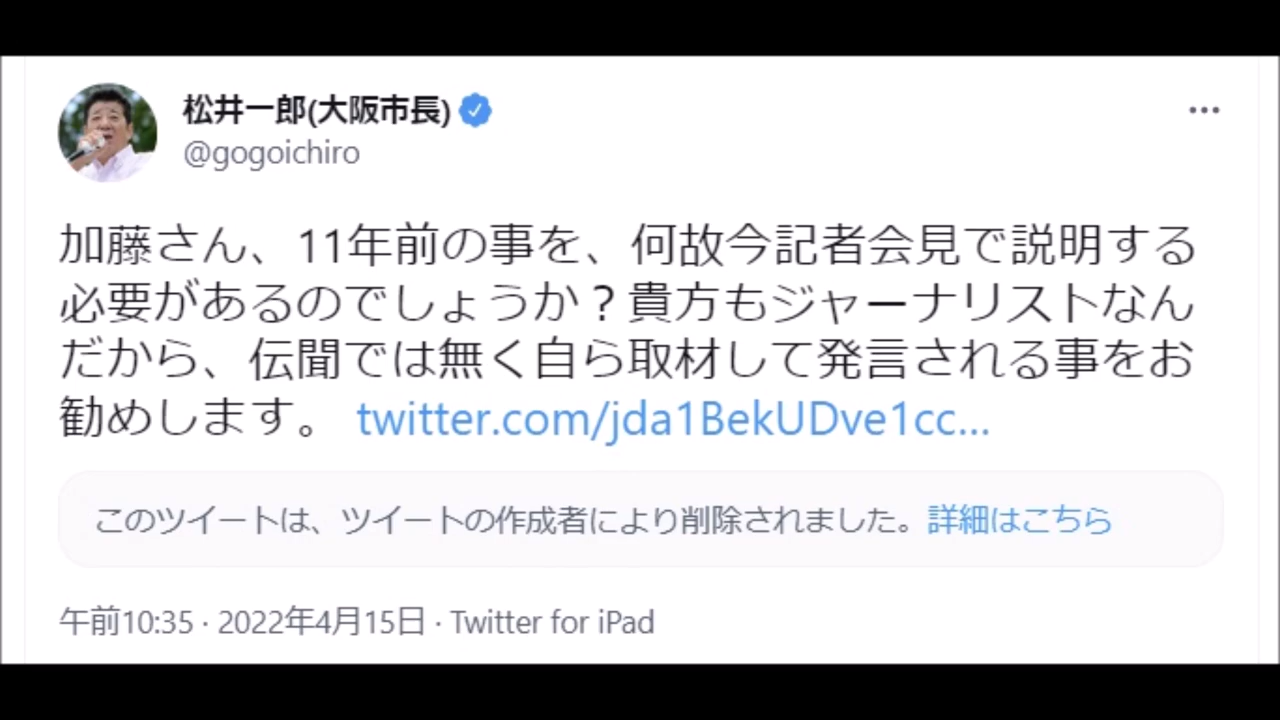 松井一郎(大阪市長)
@gogoichiro
加藤さん、11年前の事を、何故今記者会見で説明する
必要があるのでしょうか？貴方もジャーナリストなん
だから、伝聞では無く自ら取材して発言される事をお
勧めします。 twitter.com/jda1BekUDve1cc…
このツイートは、ツイートの作成者により削除されました。詳細はこちら
午前10:35 · 2022年4月15日 · Twitter for iPad